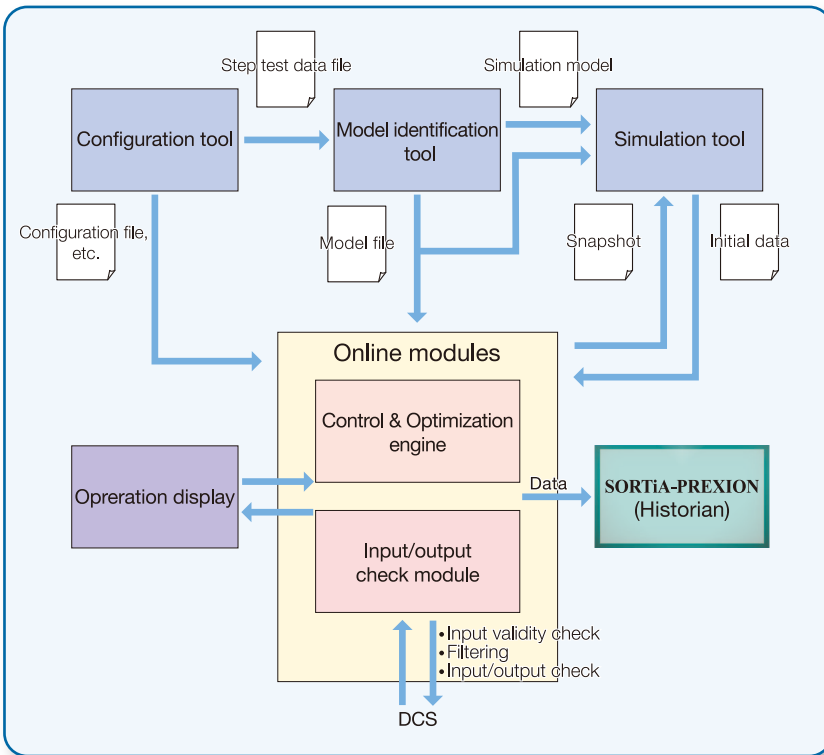 Step test data file
Simulation model
Configuration tool
Model identification
tool
Simulation tool
Configuration file,
etc.
Model file
Snapshot
Initial data
Online modules
Control & Optimization
engine
Opreration display
Data
SORTiA-PREXION
(Historian)
Input/output
check module
•Input validity check
•Filtering
•Input/output check
DCS